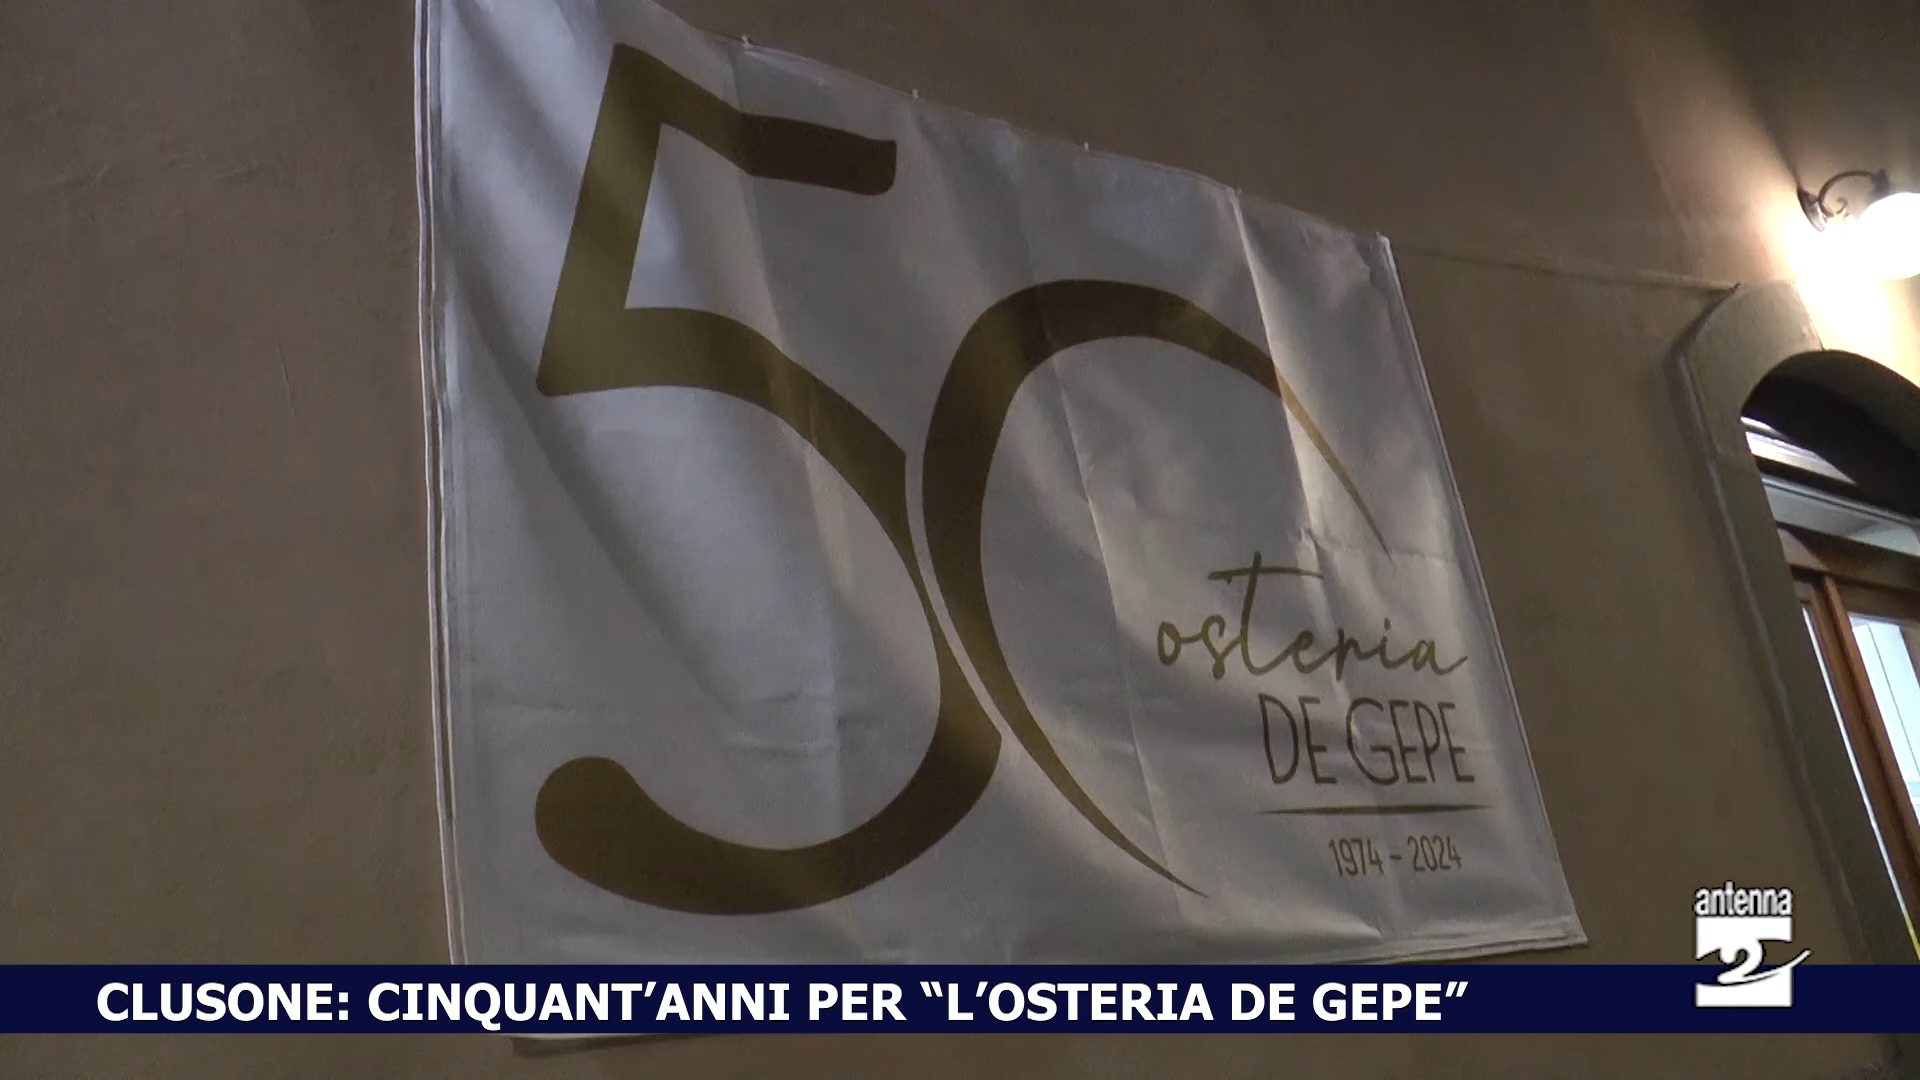 50
osteria
DE GEPE
1974 - 2024
antenna
2
CLUSONE: CINQUANT’ANNI PER “L’OSTERIA DE GEPE”